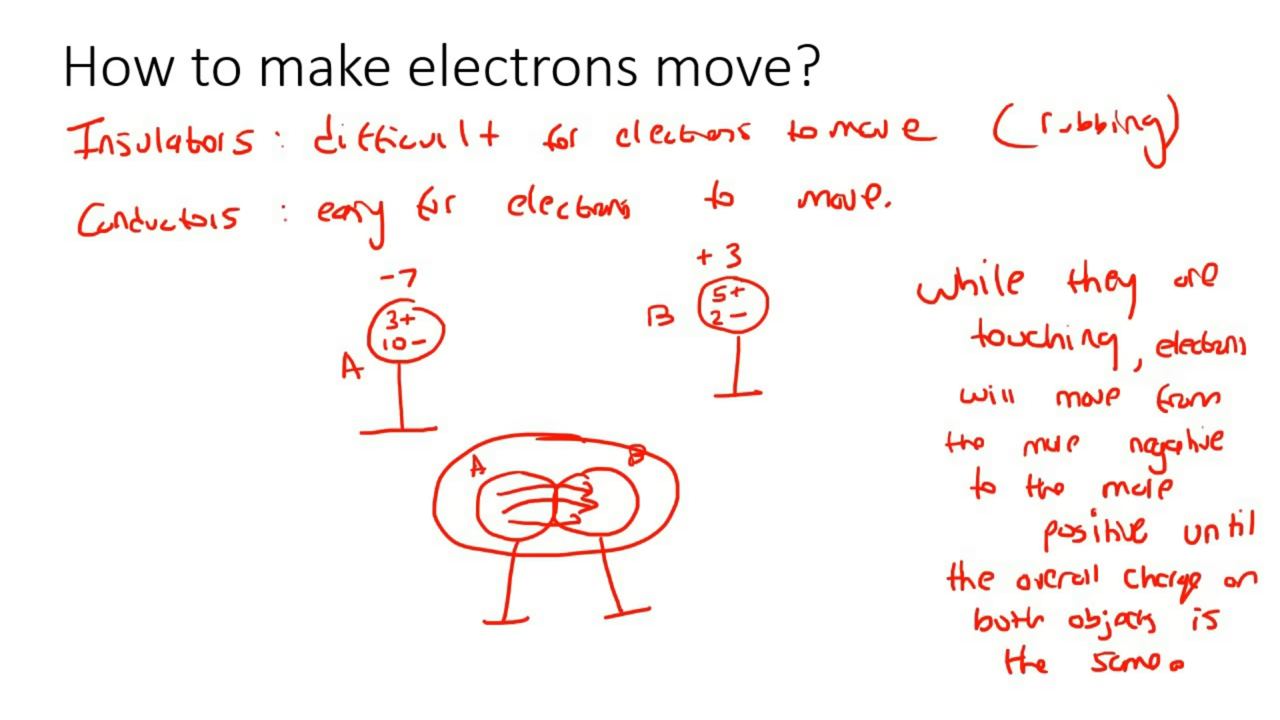 How to make electrons move?
Insulators : difficult for electrons to move (rubbing)
Conductors : easy for electrons to move.
-7
+3
3+
10-
A
5+
2-
B
A
B
while they are
touching, electrons
will move from
the more negative
to the more
positive until
the overall charge on
both objects is
the same.